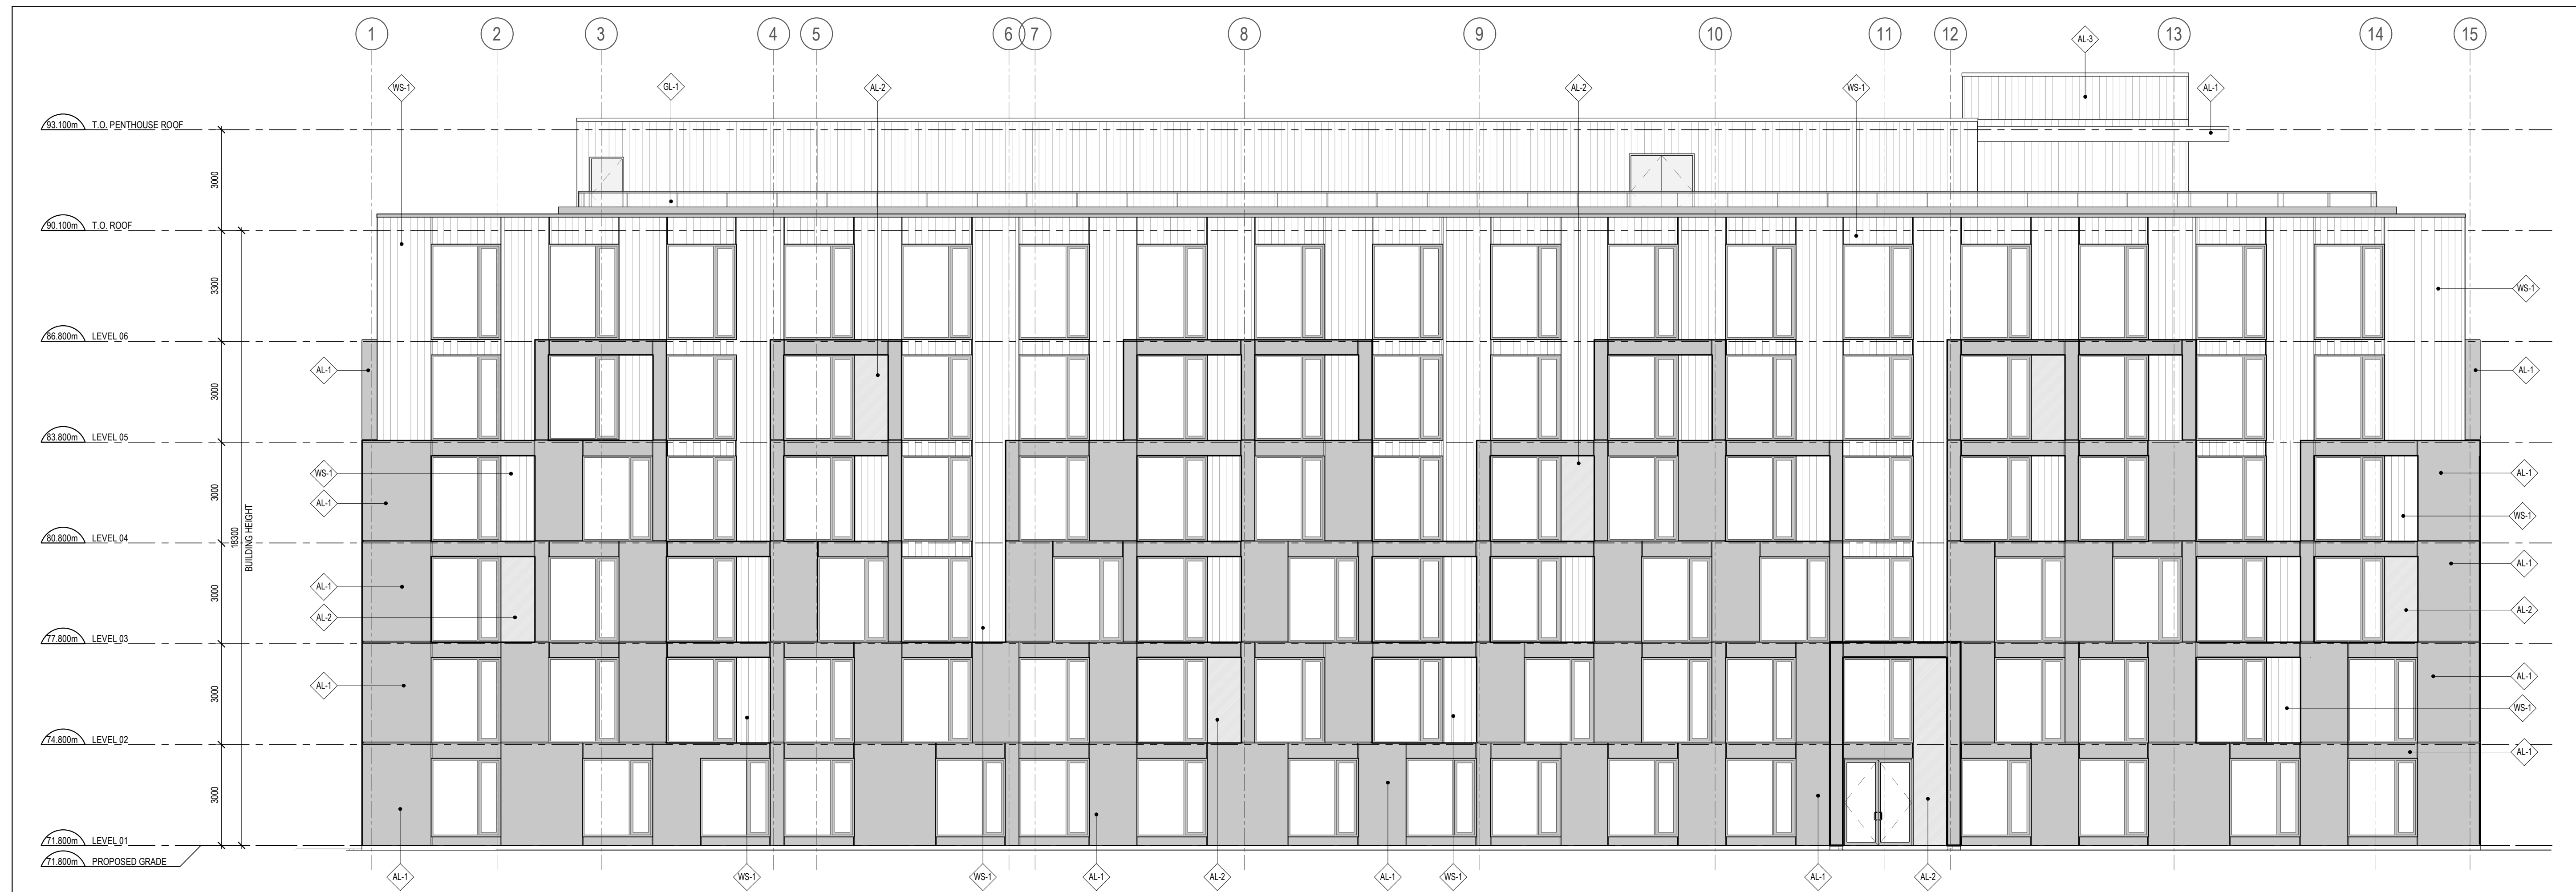 1 2 3 4 5 6 7 8 9 10 11 12 13 14 15
AL-3
WS-1 GL-1 AL-2 AL-2 WS-1 AL-1
93.100m T.O. PENTHOUSE ROOF
3000
90.100m T.O. ROOF
3300
WS-1
86.800m LEVEL 06
AL-1 3000 AL-1
83.800m LEVEL 05
WS-1 AL-1
3000
AL-1 WS-1
80.800m LEVEL 04
18300
BUILDING HEIGHT
AL-1
AL-1 3000
AL-2 AL-2
77.800m LEVEL 03
AL-1 3000 AL-1
WS-1
74.800m LEVEL 02
AL-1
3000
71.800m LEVEL 01
71.800m PROPOSED GRADE
AL-1 WS-1 WS-1 AL-1 AL-2 AL-1 WS-1 AL-1 AL-2